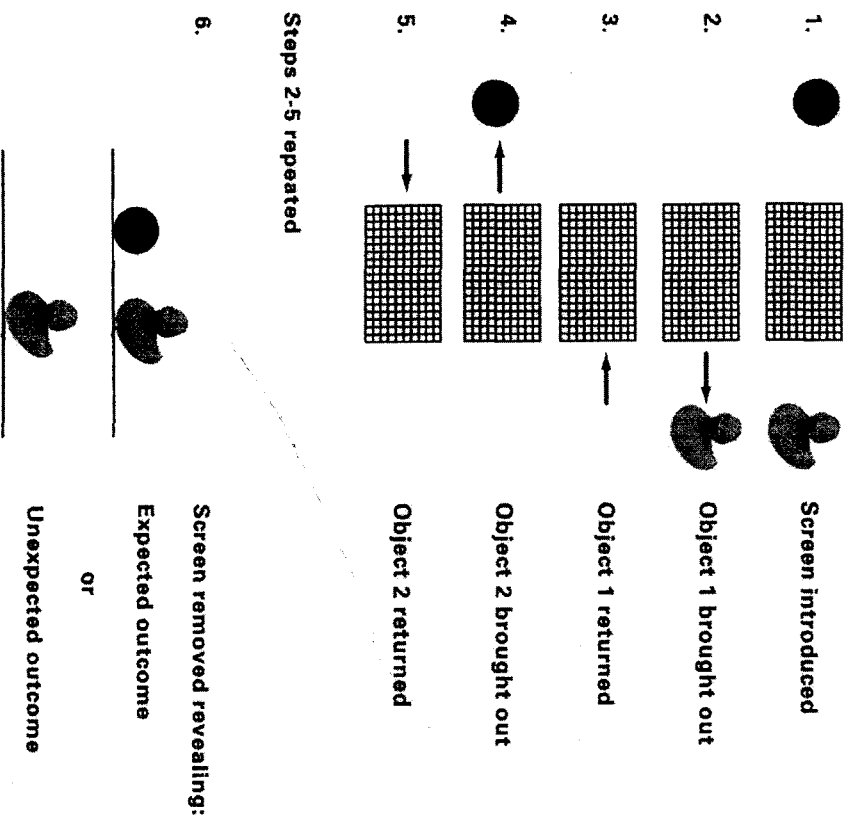 1. Screen introduced
2. Object 1 brought out
3. Object 1 returned
4. Object 2 brought out
5. Object 2 returned
Steps 2-5 repeated
6. Screen removed revealing:
Expected outcome
or
Unexpected outcome